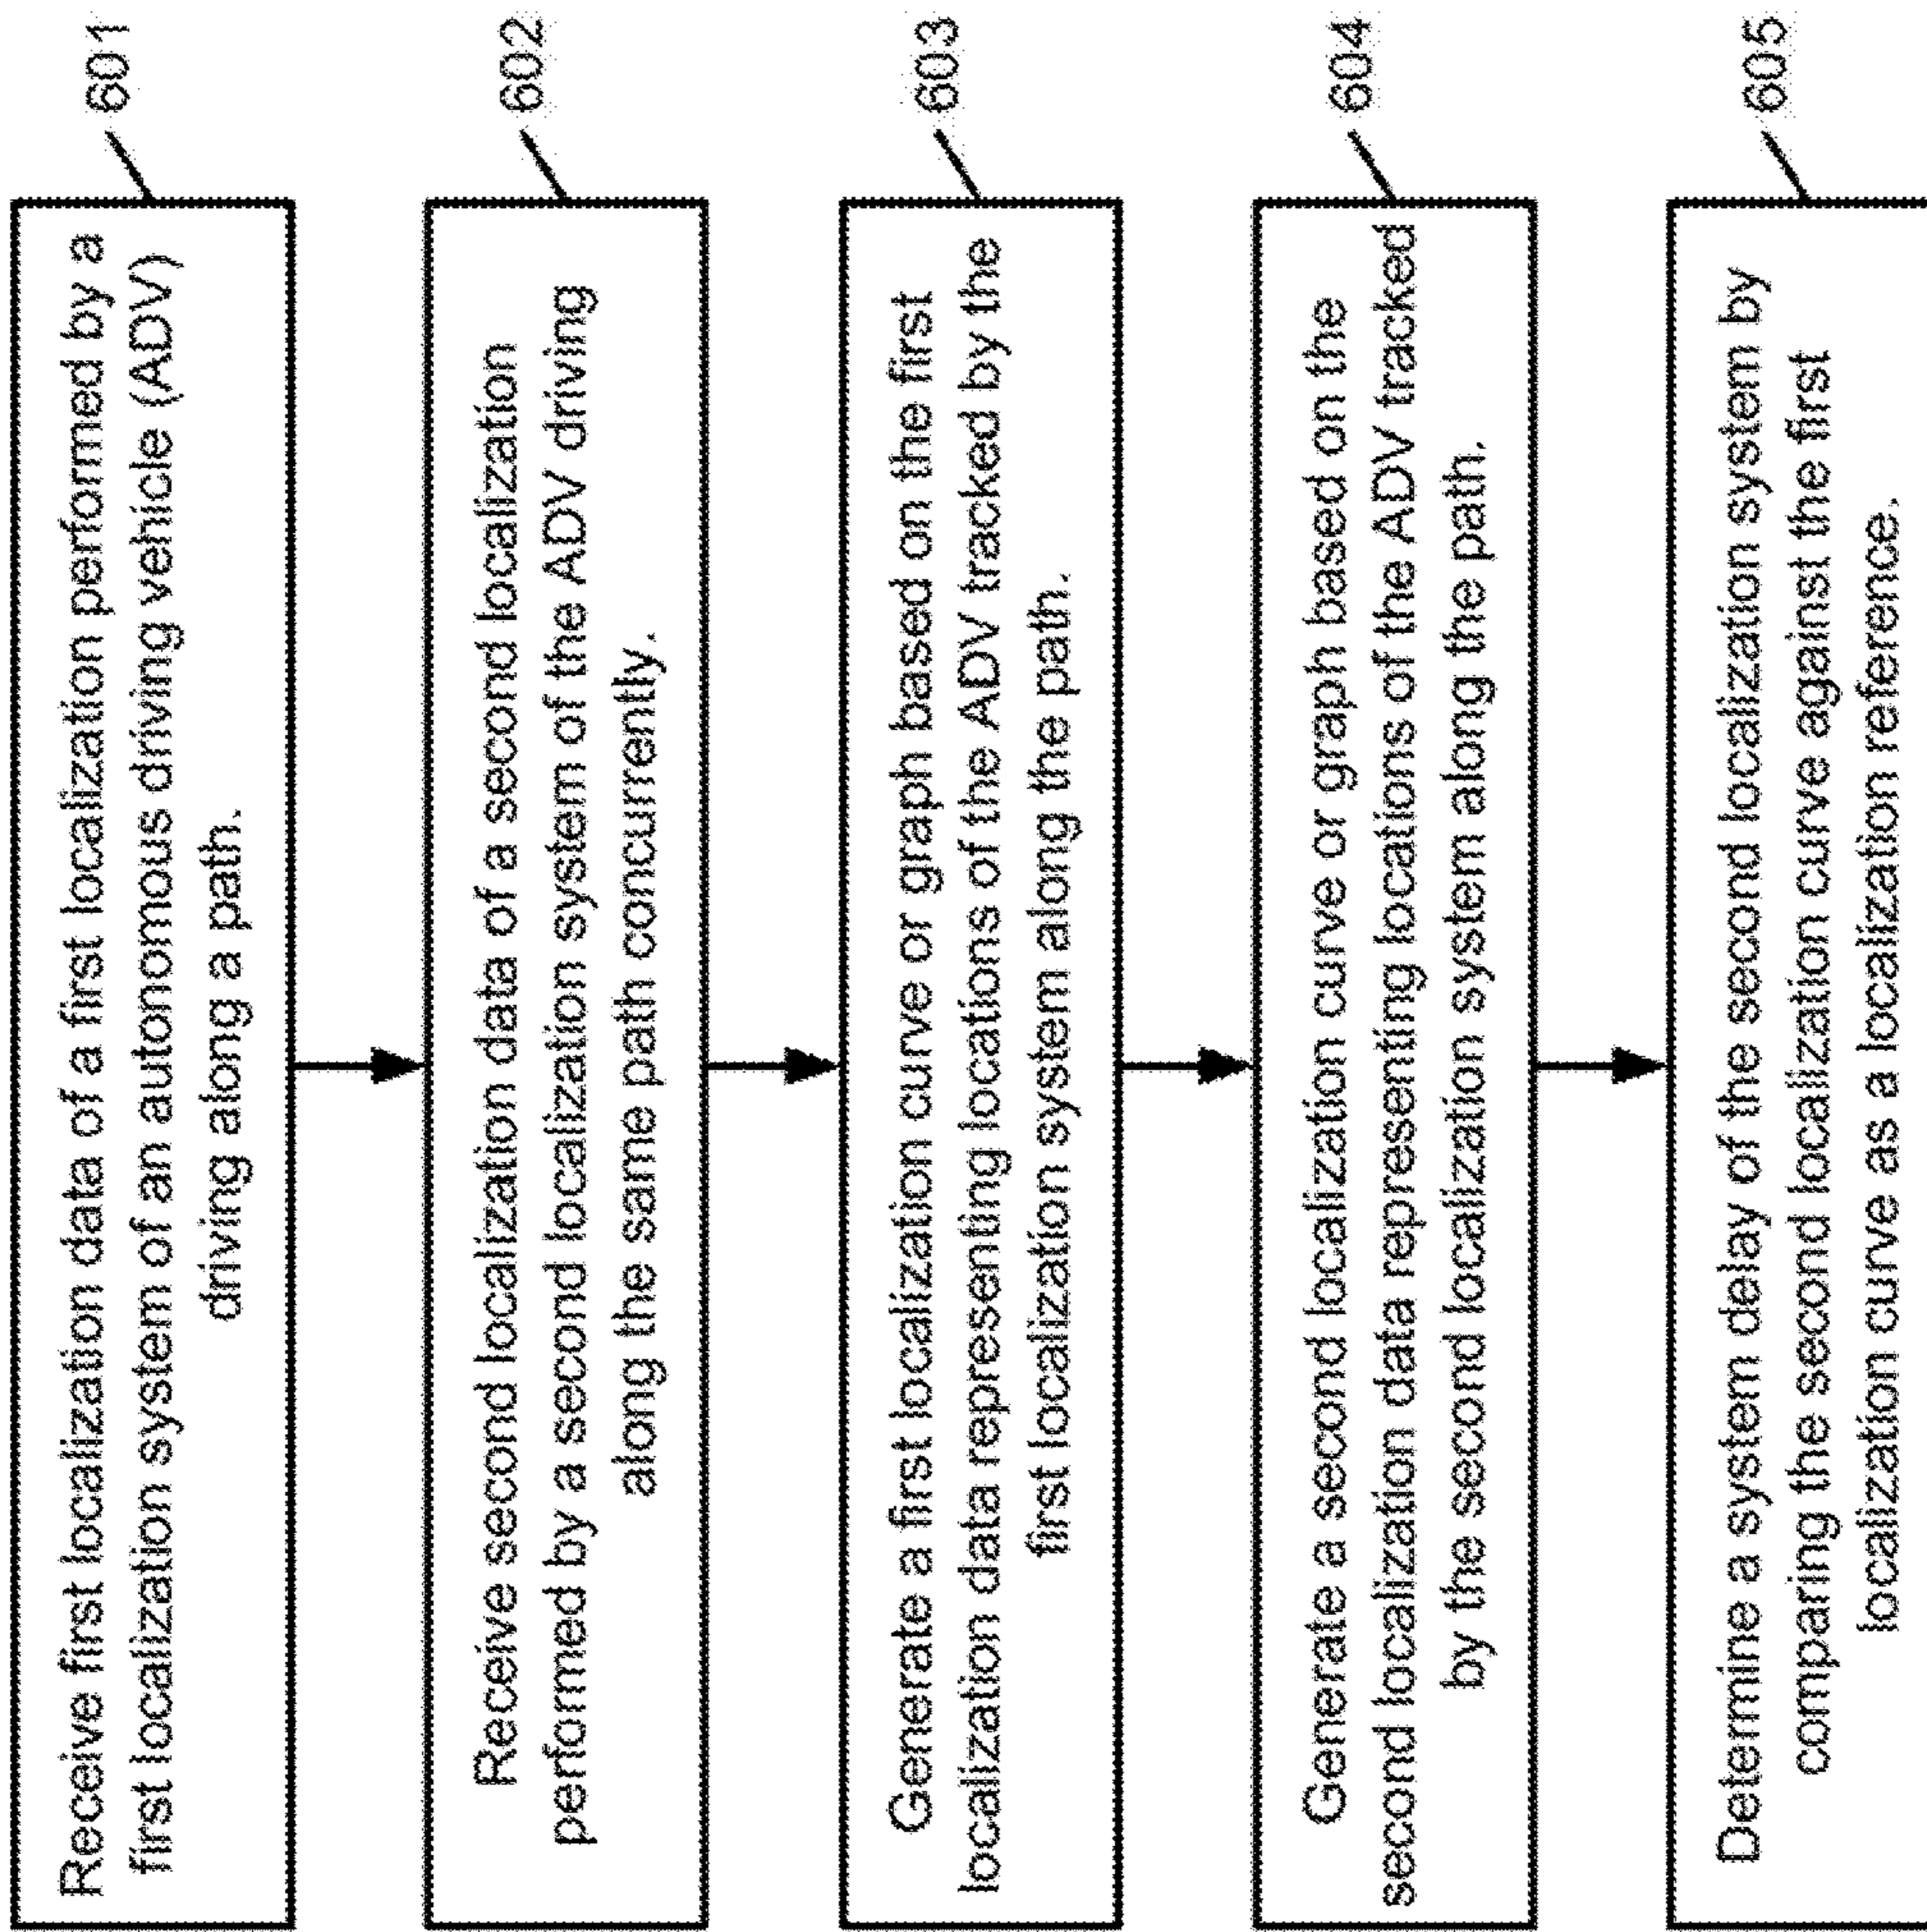 Receive first localization data of a first localization performed by a
first localization system of an autonomous driving vehicle (ADV)
driving along a path.
601
Receive second localization data of a second localization
performed by a second localization system of the ADV driving
along the same path concurrently.
602
Generate a first localization curve or graph based on the first
localization data representing locations of the ADV tracked by the
first localization system along the path.
603
Generate a second localization curve or graph based on the
second localization data representing locations of the ADV tracked
by the second localization system along the path.
604
Determine a system delay of the second localization system by
comparing the second localization curve against the first
localization curve as a localization reference.
605